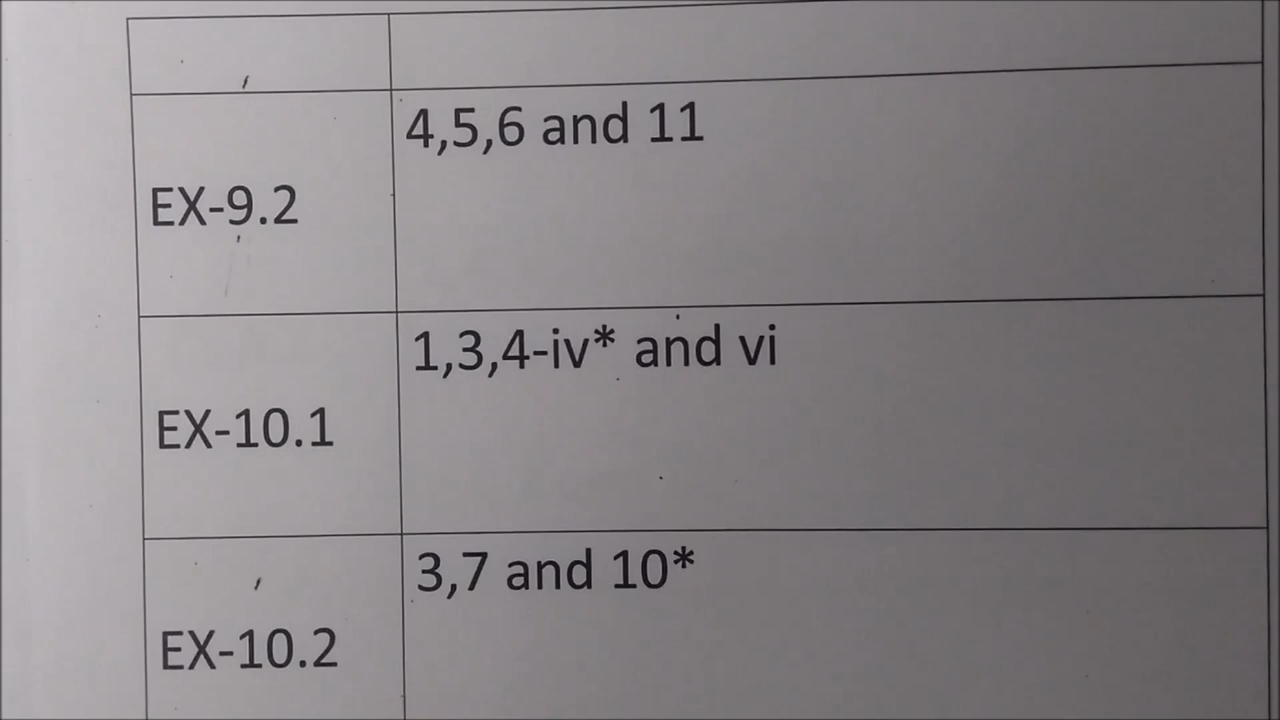 4,5,6 and 11
EX-9.2
1,3,4-iv* and vi
EX-10.1
3,7 and 10*
EX-10.2